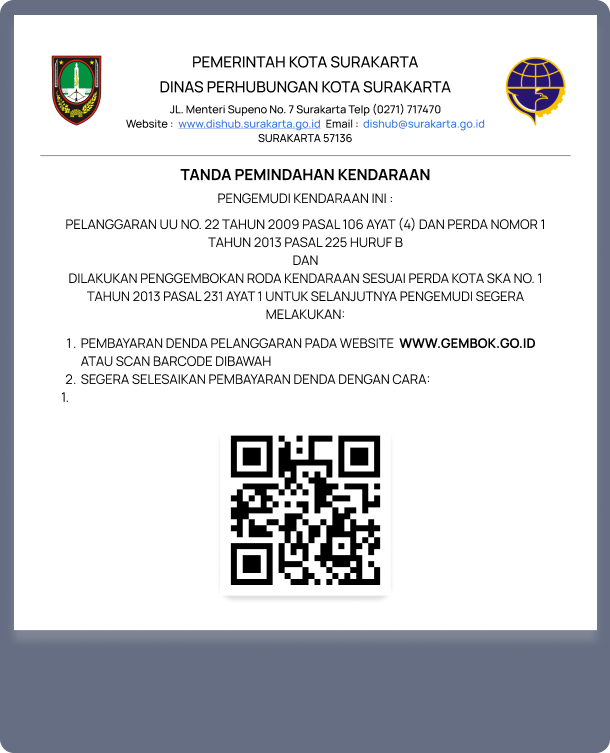 PEMERINTAH KOTA SURAKARTA
DINAS PERHUBUNGAN KOTA SURAKARTA
JL. Menteri Supeno No. 7 Surakarta Telp (0271) 717470
Website : www.dishub.surakarta.go.id Email : dishub@surakarta.go.id
SURAKARTA 57136
TANDA PEMINDAHAN KENDARAAN
PENGEMUDI KENDARAAN INI :
PELANGGARAN UU NO. 22 TAHUN 2009 PASAL 106 AYAT (4) DAN PERDA NOMOR 1
TAHUN 2013 PASAL 225 HURUF B
DAN
DILAKUKAN PENGGEMBOKAN RODA KENDARAAN SESUAI PERDA KOTA SKA NO. 1
TAHUN 2013 PASAL 231 AYAT 1 UNTUK SELANJUTNYA PENGEMUDI SEGERA
MELAKUKAN:
1. PEMBAYARAN DENDA PELANGGARAN PADA WEBSITE WWW.GEMBOK.GO.ID
ATAU SCAN BARCODE DIBAWAH
2. SEGERA SELESAIKAN PEMBAYARAN DENDA DENGAN CARA:
1.